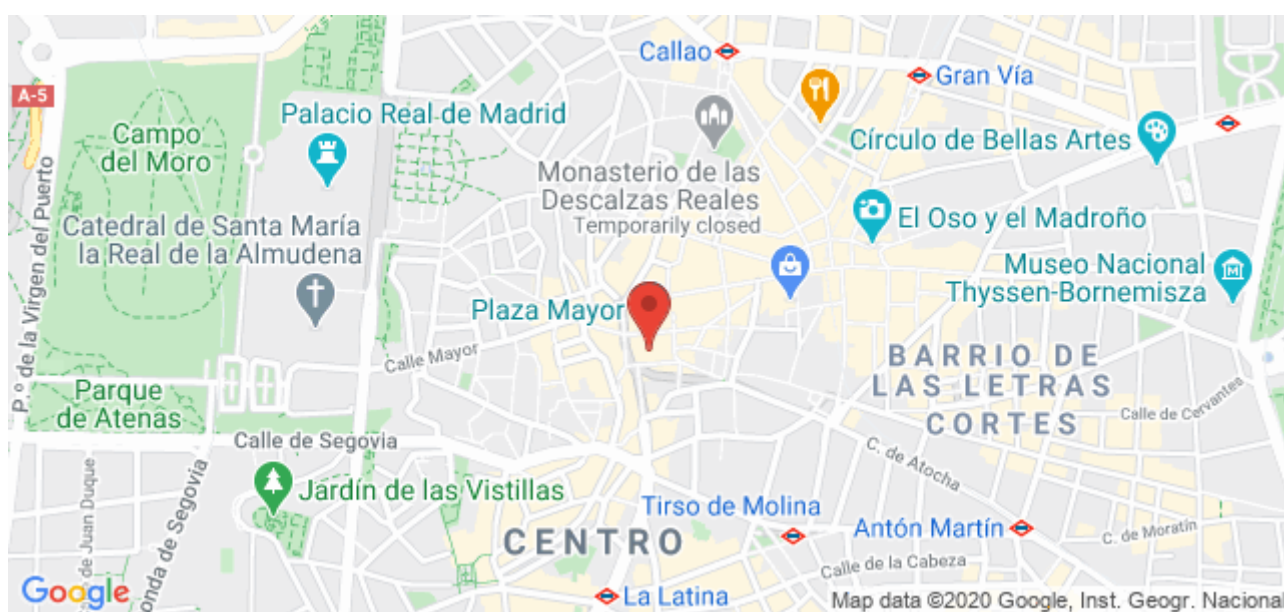 Callao
Gran Vía
A-5
Palacio Real de Madrid
Campo
del Moro
Círculo de Bellas Artes
Monasterio de las
Descalzas Reales
Temporarily closed
P.º de la Virgen del Puerto
Catedral de Santa María
la Real de la Almudena
El Oso y el Madroño
Museo Nacional
Thyssen-Bornemisza
Plaza Mayor
Calle Mayor
BARRIO DE
LAS LETRAS
CORTES
Parque
de Atenas
Calle de Cervantes
Calle de Segovia
C. de Atocha
de Juan Duque
onda de Segovia
Jardín de las Vistillas
Tirso de Molina
Antón Martín
C. de Moratín
CENTRO
Calle de la Cabeza
Google
La Latina
Map data ©2020 Google, Inst. Geogr. Naciona